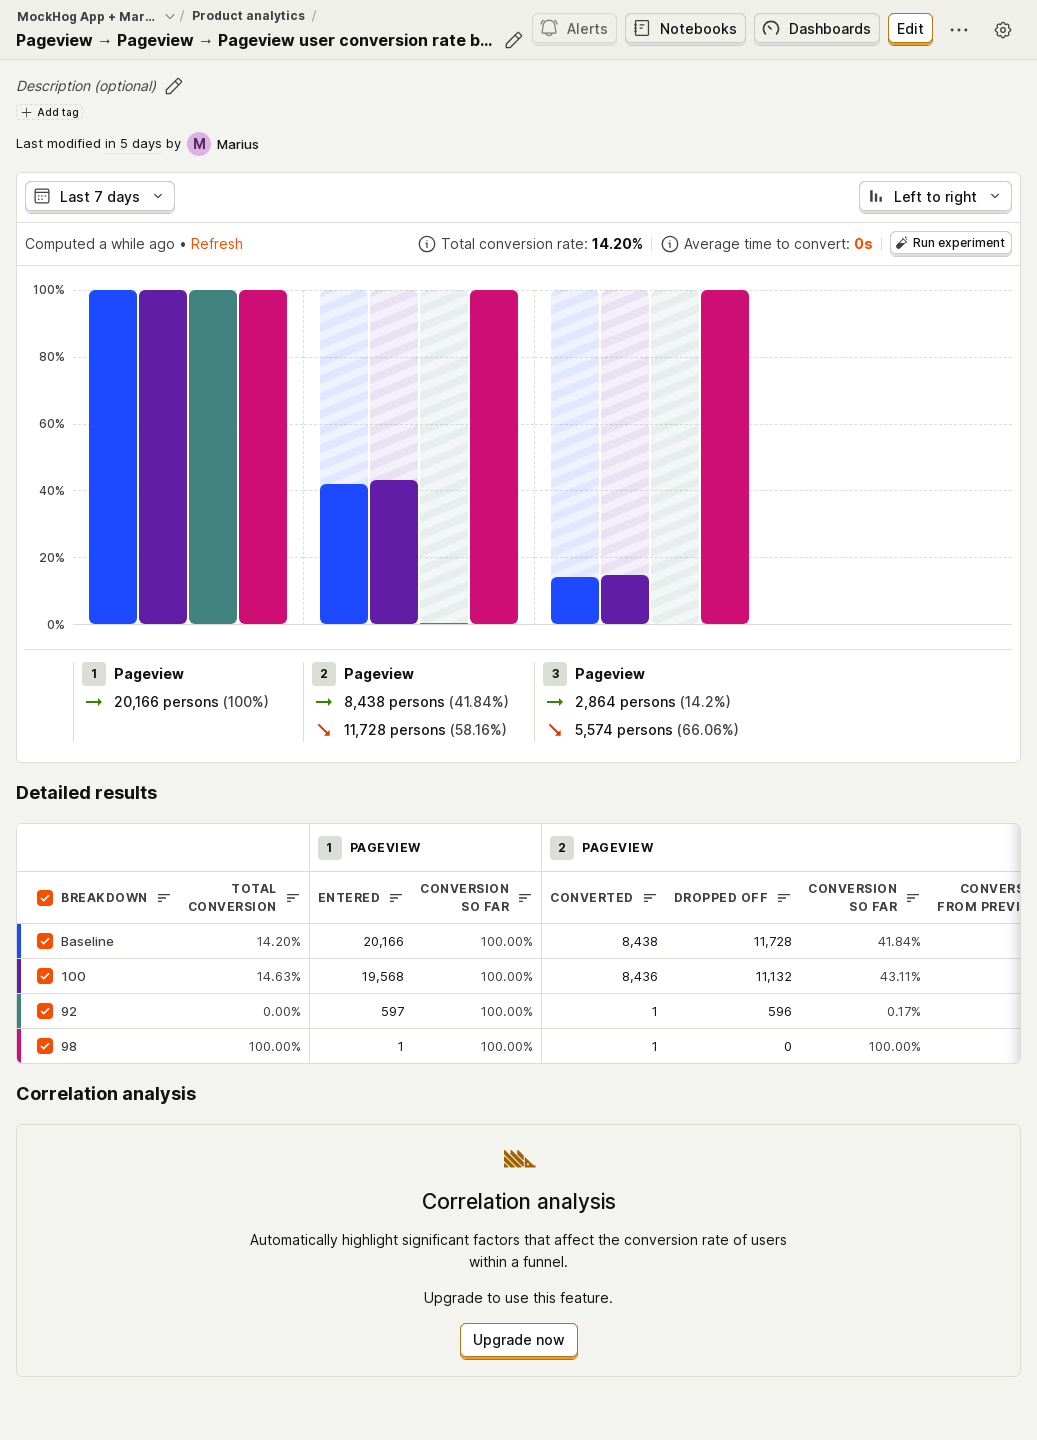 MockHog App + Mar... / Product analytics /
Pageview → Pageview → Pageview user conversion rate b...
Alerts
Notebooks
Dashboards
Edit
Description (optional)
Add tag
Last modified in 5 days by M Marius
Last 7 days
Left to right
Computed a while ago • Refresh
Total conversion rate: 14.20%
Average time to convert: 0s
Run experiment
100%
80%
60%
40%
20%
0%
1 Pageview
20,166 persons (100%)
2 Pageview
8,438 persons (41.84%)
11,728 persons (58.16%)
3 Pageview
2,864 persons (14.2%)
5,574 persons (66.06%)
Detailed results
1 PAGEVIEW 2 PAGEVIEW
BREAKDOWN TOTAL CONVERSION ENTERED CONVERSION SO FAR CONVERTED DROPPED OFF CONVERSION SO FAR CONVERS FROM PREVI
Baseline 14.20% 20,166 100.00% 8,438 11,728 41.84%
100 14.63% 19,568 100.00% 8,436 11,132 43.11%
92 0.00% 597 100.00% 1 596 0.17%
98 100.00% 1 100.00% 1 0 100.00%
Correlation analysis
Correlation analysis
Automatically highlight significant factors that affect the conversion rate of users
within a funnel.
Upgrade to use this feature.
Upgrade now